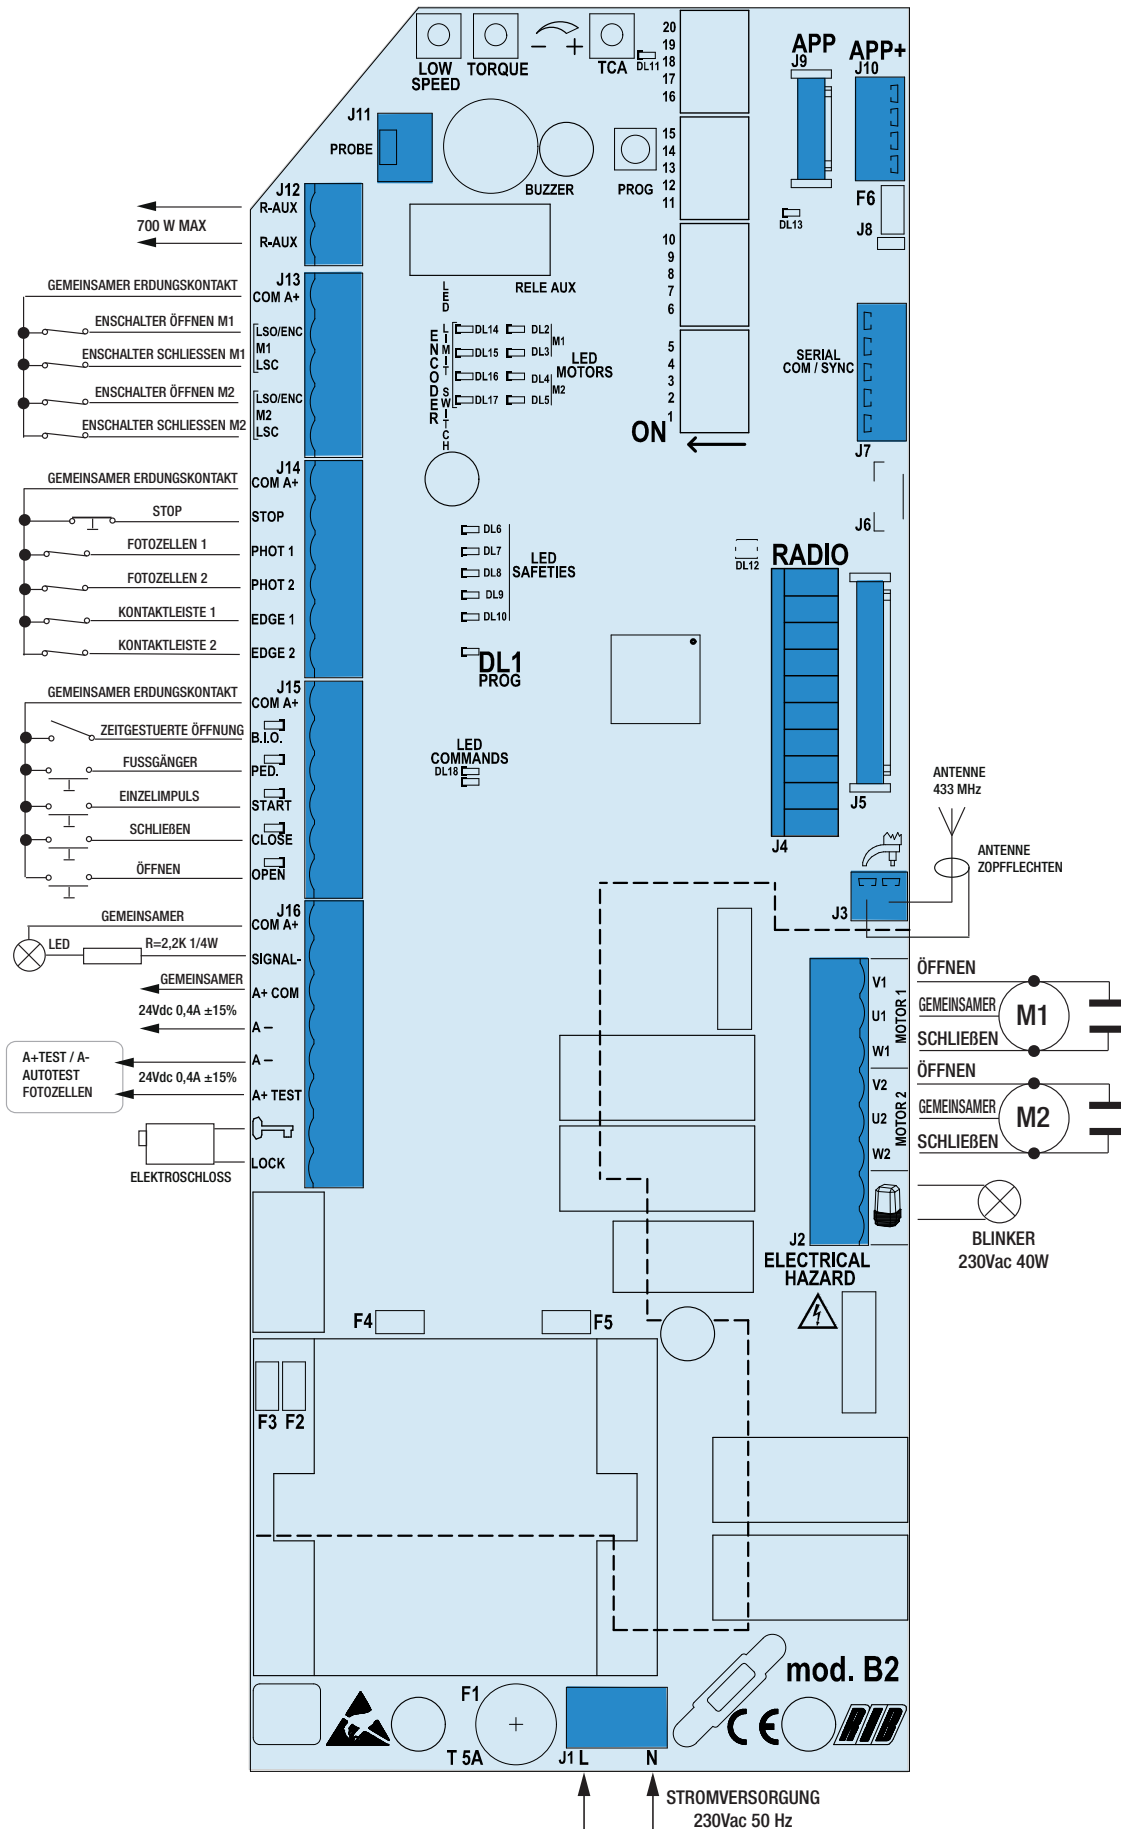 LOW SPEED
TORQUE
− +
TCA
DL11
20
19
18
17
16
APP
J9
APP+
J10
J11
PROBE
BUZZER
PROG
15
14
13
12
11
F6
J8
DL13
J12
R-AUX
700 W MAX
R-AUX
RELE AUX
10
9
8
7
6
J13
GEMEINSAMER ERDUNGSKONTAKT
COM A+
ENSCHALTER ÖFFNEN M1
LSO/ENC
M1
ENSCHALTER SCHLIESSEN M1
LSC
ENSCHALTER ÖFFNEN M2
LSO/ENC
M2
ENSCHALTER SCHLIESSEN M2
LSC
LED LIMIT SWITCH
ENCODER
DL14
DL15
DL16
DL17
DL2
DL3
DL4
DL5
M1
M2
LED
MOTORS
5
4
3
2
1
ON
SERIAL
COM / SYNC
J7
J6
J14
GEMEINSAMER ERDUNGSKONTAKT
COM A+
STOP
STOP
FOTOZELLEN 1
PHOT 1
FOTOZELLEN 2
PHOT 2
KONTAKTLEISTE 1
EDGE 1
KONTAKTLEISTE 2
EDGE 2
DL6
DL7
DL8
DL9
DL10
LED
SAFETIES
DL1
PROG
DL12
RADIO
J4
J5
J15
GEMEINSAMER ERDUNGSKONTAKT
COM A+
ZEITGESTUERTE ÖFFNUNG
B.I.O.
FUSSGÄNGER
PED.
EINZELIMPULS
START
SCHLIEßEN
CLOSE
ÖFFNEN
OPEN
LED
COMMANDS
DL18
ANTENNE
433 MHz
ANTENNE
ZOPFFLECHTEN
J3
J16
GEMEINSAMER
COM A+
LED
R=2,2K 1/4W
SIGNAL-
GEMEINSAMER
A+ COM
24Vdc 0,4A ±15%
A −
A −
A+TEST / A-
AUTOTEST
FOTOZELLEN
24Vdc 0,4A ±15%
A+ TEST
ELEKTROSCHLOSS
LOCK
V1
U1
W1
MOTOR 1
ÖFFNEN
GEMEINSAMER
SCHLIEßEN
M1
V2
U2
W2
MOTOR 2
ÖFFNEN
GEMEINSAMER
SCHLIEßEN
M2
J2
BLINKER
230Vac 40W
ELECTRICAL
HAZARD
F4
F5
F3 F2
mod. B2
F1
T 5A
J1 L
N
CE
RIB
STROMVERSORGUNG
230Vac 50 Hz